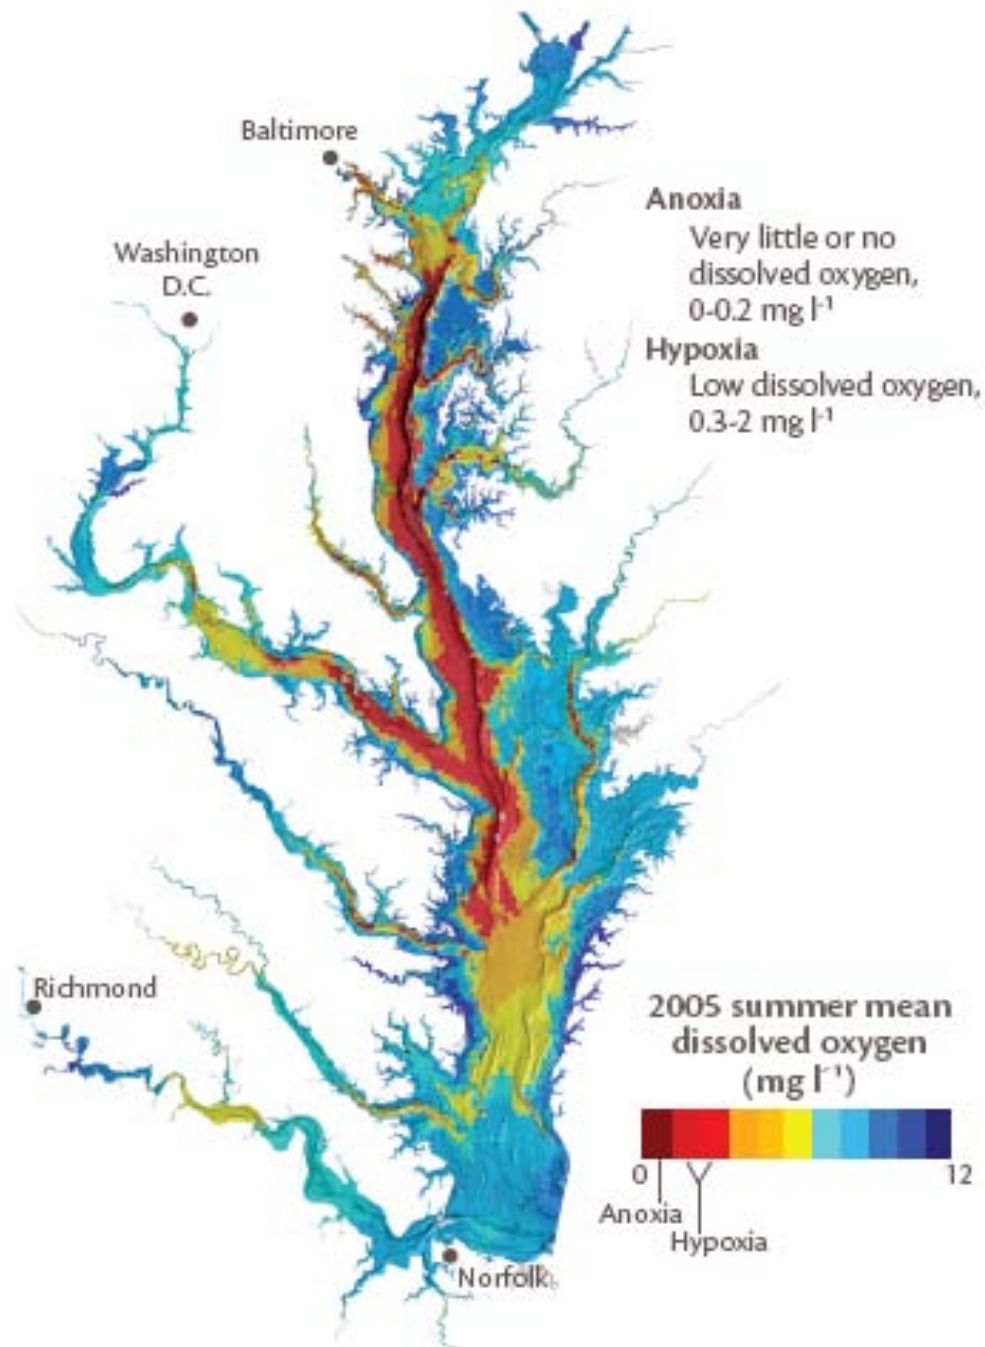 Baltimore
Washington
D.C.
Anoxia
Very little or no
dissolved oxygen,
0-0.2 mg l⁻¹
Hypoxia
Low dissolved oxygen,
0.3-2 mg l⁻¹
Richmond
2005 summer mean
dissolved oxygen
(mg l⁻¹)
0
12
Anoxia
Hypoxia
Norfolk